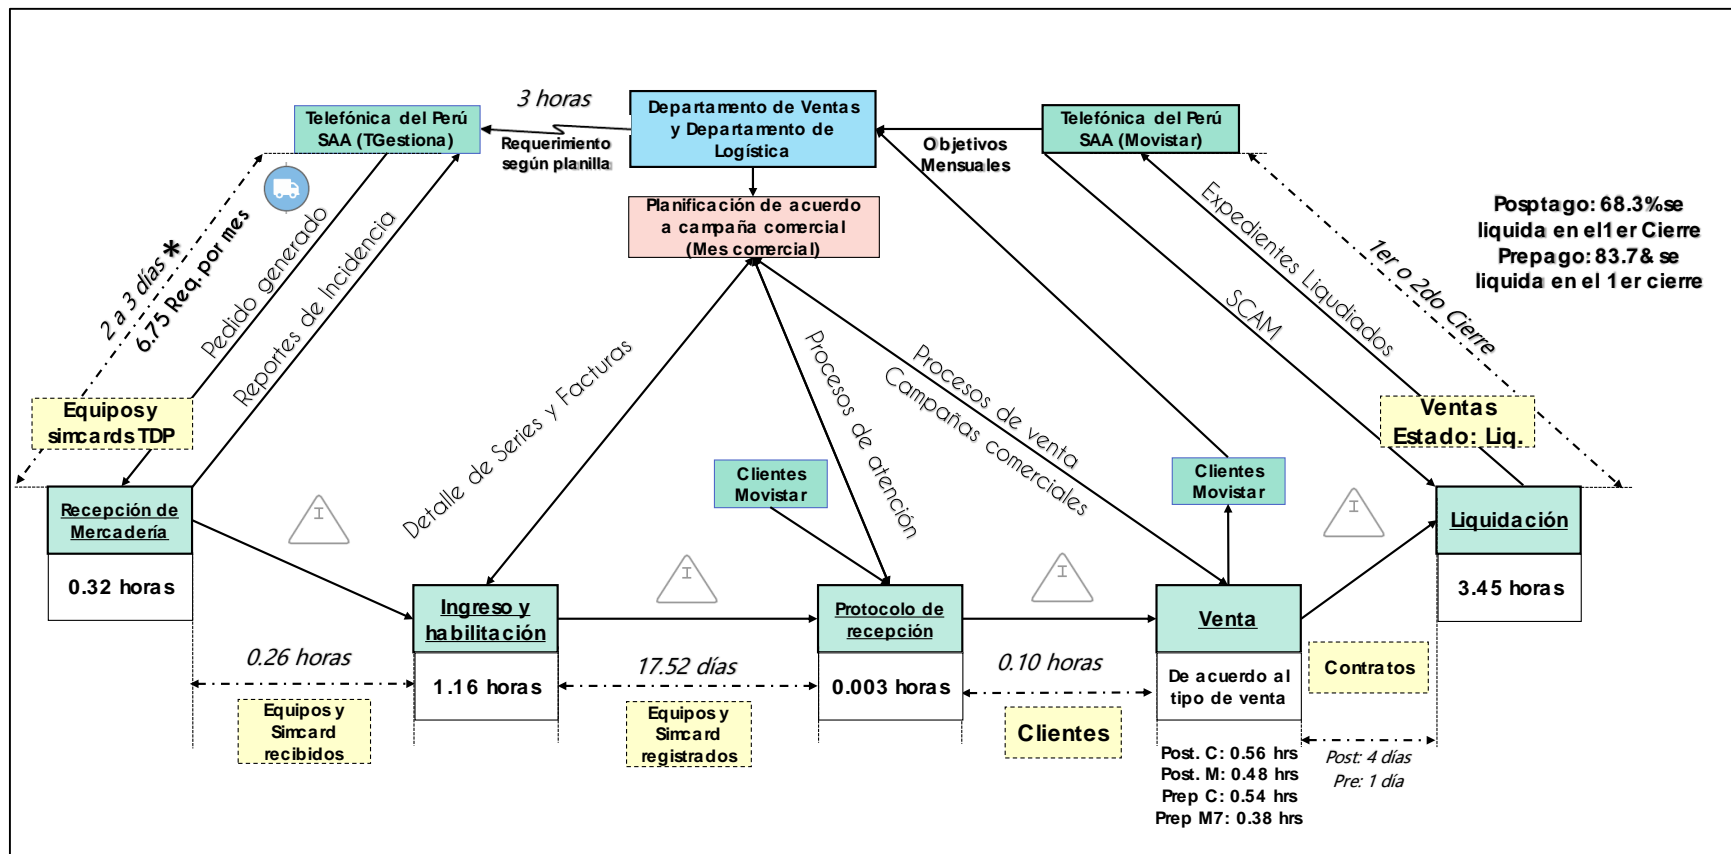 3 horas
Telefónica del Perú
SAA (TGestiona)
Requerimiento
según planilla
Departamento de Ventas
y Departamento de
Logística
Objetivos
Mensuales
Telefónica del Perú
SAA (Movistar)
Planificación de acuerdo
a campaña comercial
(Mes comercial)
Posptago: 68.3%se
liquida en el1er Cierre
Prepago: 83.7& se
liquida en el 1er cierre
2 a 3 días *
6.75 Req. por mes
Pedido generado
Reportes de Incidencia
Detalle de Series y Facturas
Procesos de atención
Procesos de venta
Campañas comerciales
SCAM
Expedientes Liqudiados
1er o 2do Cierre
Equipos y
simcards TDP
Ventas
Estado: Liq.
Clientes
Movistar
Clientes
Movistar
Recepción de
Mercadería
0.32 horas
I
I
I
I
Liquidación
3.45 horas
Ingreso y
habilitación
1.16 horas
Protocolo de
recepción
0.003 horas
Venta
De acuerdo al
tipo de venta
0.26 horas
17.52 días
0.10 horas
Contratos
Equipos y
Simcard
recibidos
Equipos y
Simcard
registrados
Clientes
Post. C: 0.56 hrs
Post. M: 0.48 hrs
Prep C: 0.54 hrs
Prep M7: 0.38 hrs
Post: 4 días
Pre: 1 día